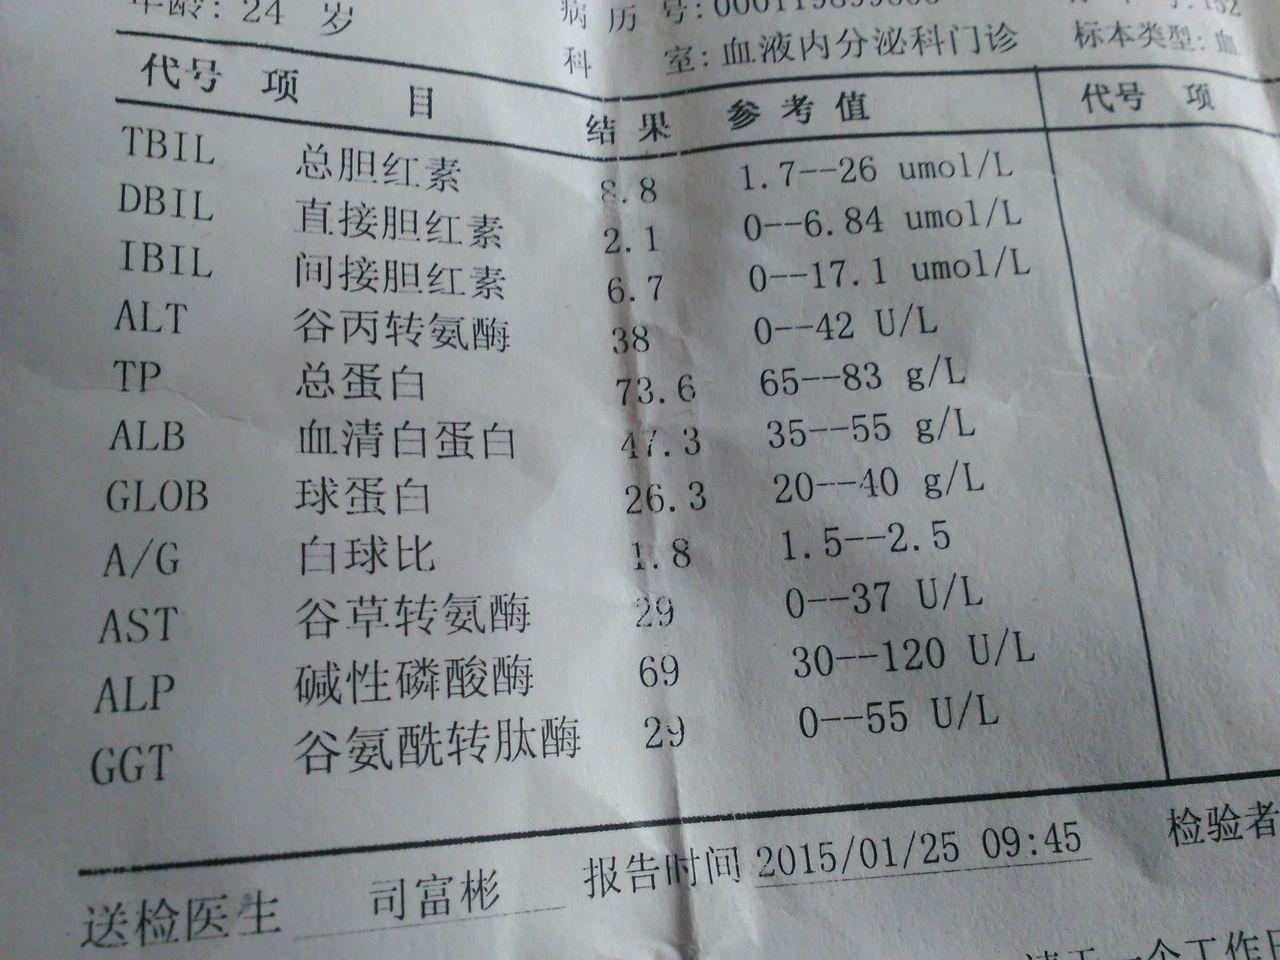 年龄: 24 岁 病历号:
科室: 血液内分泌科门诊 标本类型: 血
代号 项目 结果 参考值 代号 项
TBIL 总胆红素 8.8 1.7--26 umol/L
DBIL 直接胆红素 2.1 0--6.84 umol/L
IBIL 间接胆红素 6.7 0--17.1 umol/L
ALT 谷丙转氨酶 38 0--42 U/L
TP 总蛋白 73.6 65--83 g/L
ALB 血清白蛋白 47.3 35--55 g/L
GLOB 球蛋白 26.3 20--40 g/L
A/G 白球比 1.8 1.5--2.5
AST 谷草转氨酶 29 0--37 U/L
ALP 碱性磷酸酶 69 30--120 U/L
GGT 谷氨酰转肽酶 29 0--55 U/L
送检医生 司富彬 报告时间 2015/01/25 09:45 检验者
一个工作日